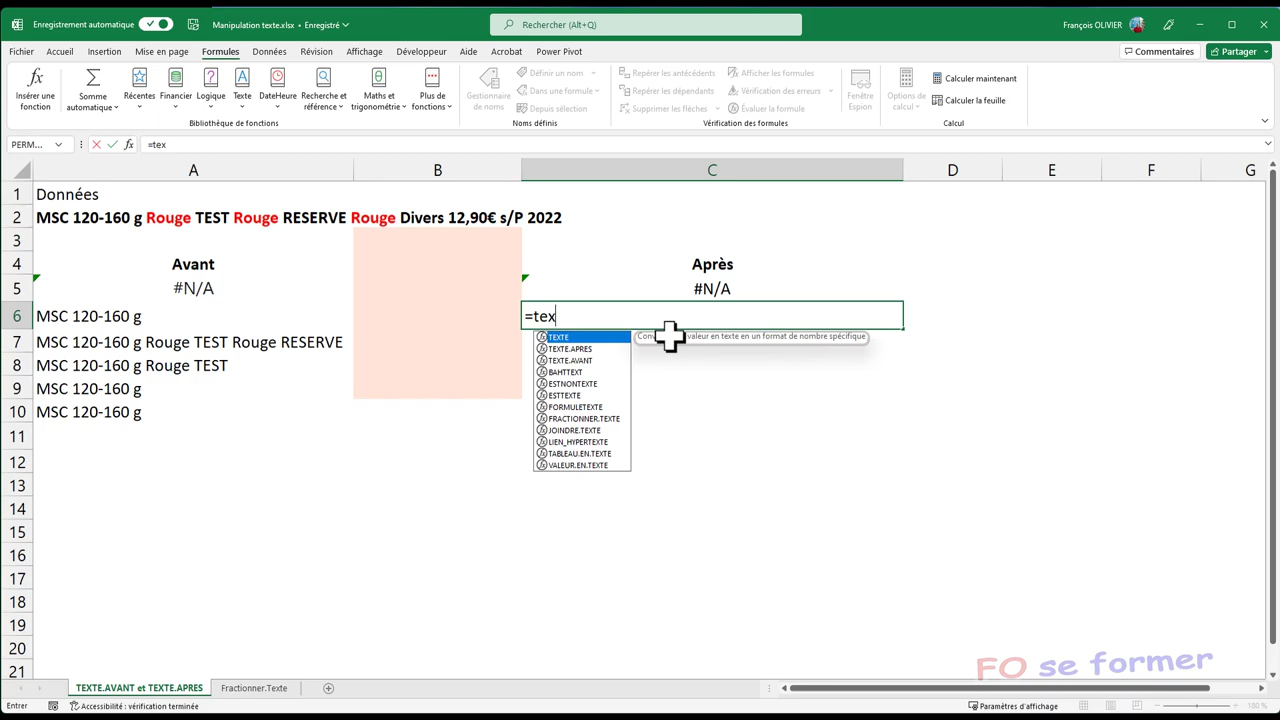 Enregistrement automatique
Manipulation texte.xlsx • Enregistré
Rechercher (Alt+Q)
François OLIVIER
Fichier Accueil Insertion Mise en page Formules Données Révision Affichage Développeur Aide Acrobat Power Pivot
Commentaires Partager
Insérer une fonction
Somme automatique
Récentes
Financier
Logique
Texte
DateHeure
Recherche et référence
Maths et trigonométrie
Plus de fonctions
Bibliothèque de fonctions
Gestionnaire de noms
Définir un nom
Dans une formule
Depuis sélection
Noms définis
Repérer les antécédents
Repérer les dépendants
Supprimer les flèches
Afficher les formules
Vérification des erreurs
Évaluer la formule
Vérification des formules
Fenêtre Espion
Options de calcul
Calculer maintenant
Calculer la feuille
Calcul
PERM... fx =tex
A B C D E F G
1 Données
2 MSC 120-160 g Rouge TEST Rouge RESERVE Rouge Divers 12,90€ s/P 2022
3
4 Avant Après
5 #N/A #N/A
6 MSC 120-160 g =tex
7 MSC 120-160 g Rouge TEST Rouge RESERVE
8 MSC 120-160 g Rouge TEST
9 MSC 120-160 g
10 MSC 120-160 g
11
12
13
14
15
16
17
18
19
20
21
TEXTE
TEXTE.APRES
TEXTE.AVANT
BAHTTEXT
ESTNONTEXTE
ESTTEXTE
FORMULETEXTE
FRACTIONNER.TEXTE
JOINDRE.TEXTE
LIEN_HYPERTEXTE
TABLEAU.EN.TEXTE
VALEUR.EN.TEXTE
valeur en texte en un format de nombre spécifique
FO se former
TEXTE.AVANT et TEXTE.APRES Fractionner.Texte
Entrer Accessibilité : vérification terminée Paramètres d'affichage 100 %